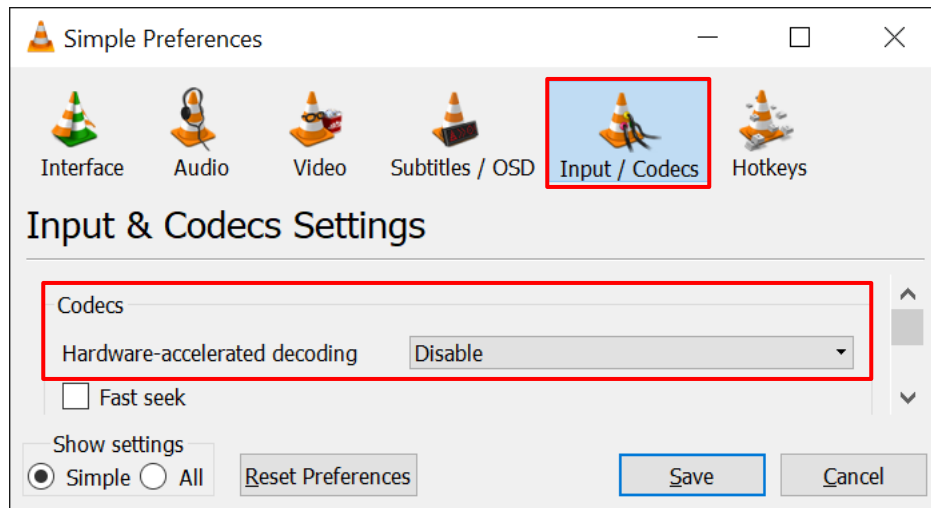 Simple Preferences
Interface Audio Video Subtitles / OSD Input / Codecs Hotkeys
Input & Codecs Settings
Codecs
Hardware-accelerated decoding Disable
Fast seek
Show settings
Simple All Reset Preferences Save Cancel